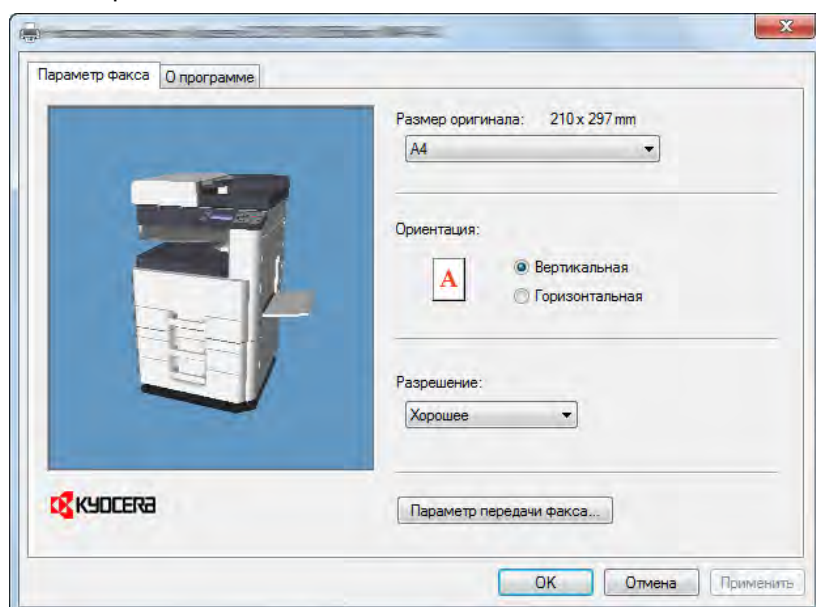 Параметр факса О программе
Размер оригинала: 210 x 297 mm
A4
Ориентация:
A
Вертикальная
Горизонтальная
Разрешение:
Хорошее
KYOCERA
Параметр передачи факса...
OK Отмена Применить